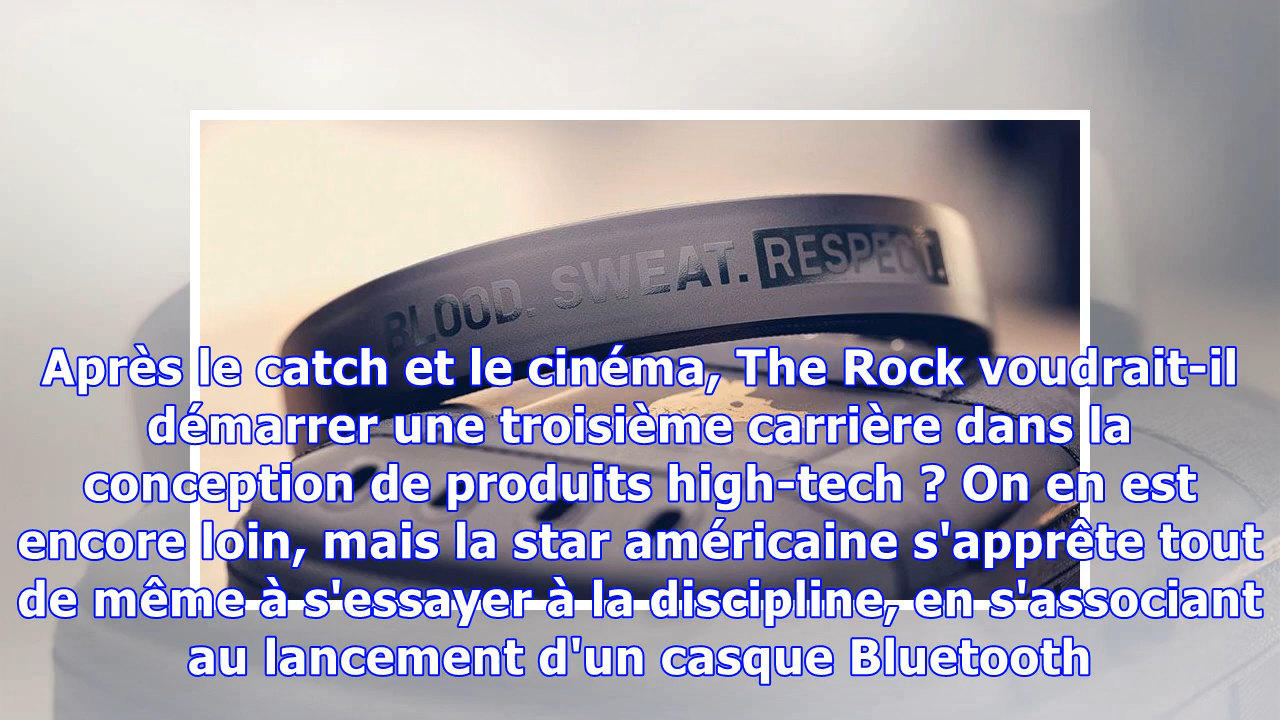 BLOOD. SWEAT. RESPECT.
Après le catch et le cinéma, The Rock voudrait-il
démarrer une troisième carrière dans la
conception de produits high-tech ? On en est
encore loin, mais la star américaine s'apprête tout
de même à s'essayer à la discipline, en s'associant
au lancement d'un casque Bluetooth